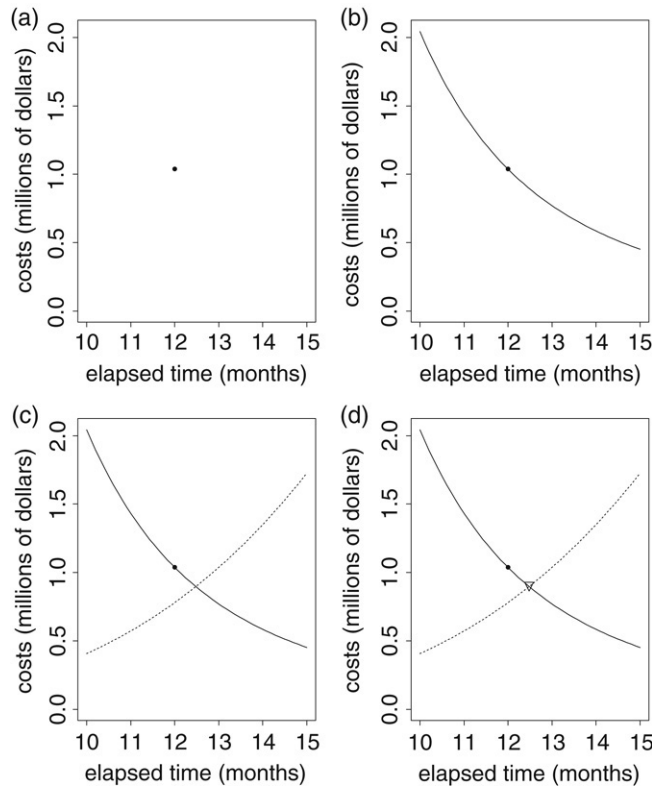 (a)
costs (millions of dollars)
2.0
1.5
1.0
0.5
0.0
10 11 12 13 14 15
elapsed time (months)
(b)
costs (millions of dollars)
2.0
1.5
1.0
0.5
0.0
10 11 12 13 14 15
elapsed time (months)
(c)
costs (millions of dollars)
2.0
1.5
1.0
0.5
0.0
10 11 12 13 14 15
elapsed time (months)
(d)
costs (millions of dollars)
2.0
1.5
1.0
0.5
0.0
10 11 12 13 14 15
elapsed time (months)